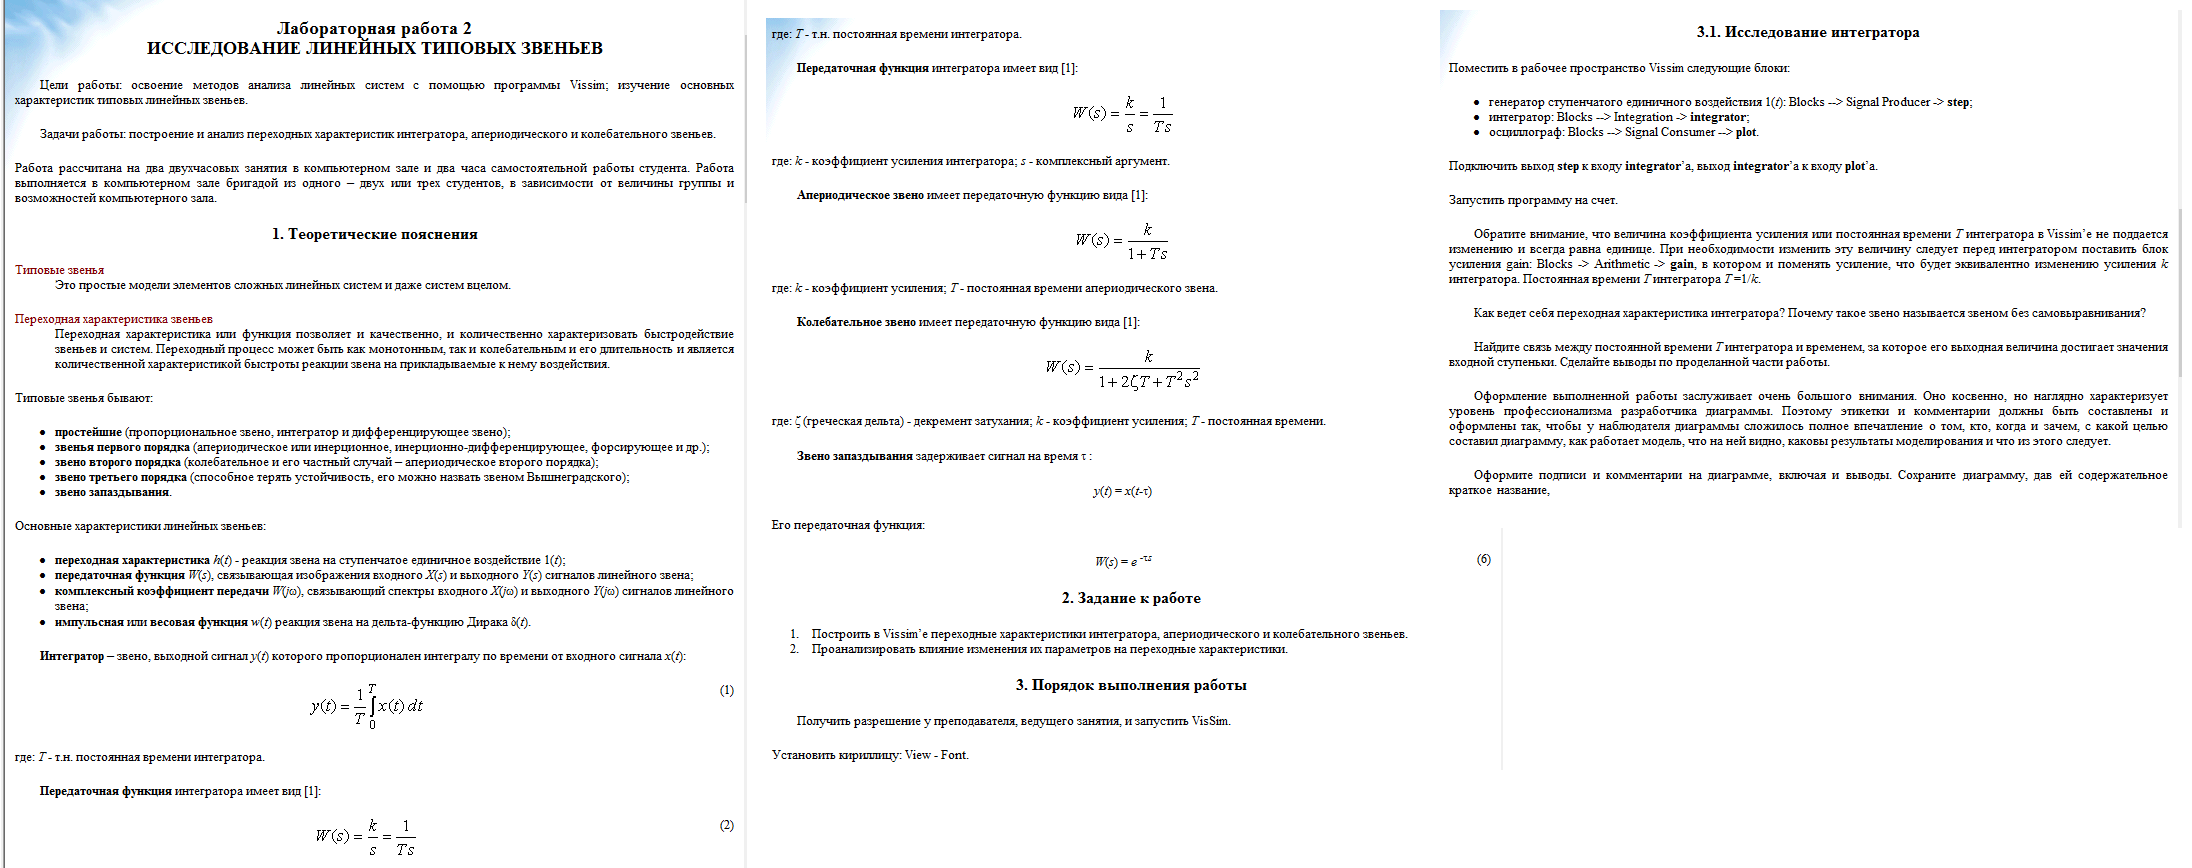 Лабораторная работа 2
ИССЛЕДОВАНИЕ ЛИНЕЙНЫХ ТИПОВЫХ ЗВЕНЬЕВ
Цели работы: освоение методов анализа линейных систем с помощью программы Vissim; изучение основных
характеристик типовых линейных звеньев.
Задачи работы: построение и анализ переходных характеристик интегратора, апериодического и колебательного звеньев.
Работа рассчитана на два двухчасовых занятия в компьютерном зале и два часа самостоятельной работы студента. Работа
выполняется в компьютерном зале бригадой из одного – двух или трех студентов, в зависимости от величины группы и
возможностей компьютерного зала.
1. Теоретические пояснения
Типовые звенья
Это простые модели элементов сложных линейных систем и даже систем вцелом.
Переходная характеристика звеньев
Переходная характеристика или функция позволяет и качественно, и количественно характеризовать быстродействие
звеньев и систем. Переходный процесс может быть как монотонным, так и колебательным и его длительность и является
количественной характеристикой быстроты реакции звена на прикладываемые к нему воздействия.
Типовые звенья бывают:
• простейшие (пропорциональное звено, интегратор и дифференцирующее звено);
• звенья первого порядка (апериодическое или инерционное, инерционно-дифференцирующее, форсирующее и др.);
• звено второго порядка (колебательное и его частный случай – апериодическое второго порядка);
• звено третьего порядка (способное терять устойчивость, его можно назвать звеном Вышнеградского);
• звено запаздывания.
Основные характеристики линейных звеньев:
• переходная характеристика h(t) - реакция звена на ступенчатое единичное воздействие 1(t);
• передаточная функция W(s), связывающая изображения входного X(s) и выходного Y(s) сигналов линейного звена;
• комплексный коэффициент передачи W(jω), связывающий спектры входного X(jω) и выходного Y(jω) сигналов линейного
звена;
• импульсная или весовая функция w(t) реакция звена на дельта-функцию Дирака δ(t).
Интегратор – звено, выходной сигнал y(t) которого пропорционален интегралу по времени от входного сигнала x(t):
y(t) = 1/T ∫₀ᵀ x(t) dt (1)
где: T - т.н. постоянная времени интегратора.
Передаточная функция интегратора имеет вид [1]:
W(s) = k/s = 1/Ts (2)
где: T - т.н. постоянная времени интегратора.
Передаточная функция интегратора имеет вид [1]:
W(s) = k/s = 1/Ts
где: k - коэффициент усиления интегратора; s - комплексный аргумент.
Апериодическое звено имеет передаточную функцию вида [1]:
W(s) = k/(1 + Ts)
где: k - коэффициент усиления; T - постоянная времени апериодического звена.
Колебательное звено имеет передаточную функцию вида [1]:
W(s) = k/(1 + 2ζT + T²s²)
где: ζ (греческая дельта) - декремент затухания; k - коэффициент усиления; T - постоянная времени.
Звено запаздывания задерживает сигнал на время τ :
y(t) = x(t-τ)
Его передаточная функция:
W(s) = e ^-τs (6)
2. Задание к работе
1. Построить в Vissim’е переходные характеристики интегратора, апериодического и колебательного звеньев.
2. Проанализировать влияние изменения их параметров на переходные характеристики.
3. Порядок выполнения работы
Получить разрешение у преподавателя, ведущего занятия, и запустить VisSim.
Установить кириллицу: View - Font.
3.1. Исследование интегратора
Поместить в рабочее пространство Vissim следующие блоки:
• генератор ступенчатого единичного воздействия 1(t): Blocks --> Signal Producer -> step;
• интегратор: Blocks --> Integration -> integrator;
• осциллограф: Blocks --> Signal Consumer --> plot.
Подключить выход step к входу integrator’а, выход integrator’а к входу plot’а.
Запустить программу на счет.
Обратите внимание, что величина коэффициента усиления или постоянная времени T интегратора в Vissim’е не поддается
изменению и всегда равна единице. При необходимости изменить эту величину следует перед интегратором поставить блок
усиления gain: Blocks -> Arithmetic -> gain, в котором и поменять усиление, что будет эквивалентно изменению усиления k
интегратора. Постоянная времени T интегратора T=1/k.
Как ведет себя переходная характеристика интегратора? Почему такое звено называется звеном без самовыравнивания?
Найдите связь между постоянной времени T интегратора и временем, за которое его выходная величина достигает значения
входной ступеньки. Сделайте выводы по проделанной части работы.
Оформление выполненной работы заслуживает очень большого внимания. Оно косвенно, но наглядно характеризует
уровень профессионализма разработчика диаграммы. Поэтому этикетки и комментарии должны быть составлены и
оформлены так, чтобы у наблюдателя диаграммы сложилось полное впечатление о том, кто, когда и зачем, с какой целью
составил диаграмму, как работает модель, что на ней видно, каковы результаты моделирования и что из этого следует.
Оформите подписи и комментарии на диаграмме, включая и выводы. Сохраните диаграмму, дав ей содержательное
краткое название,